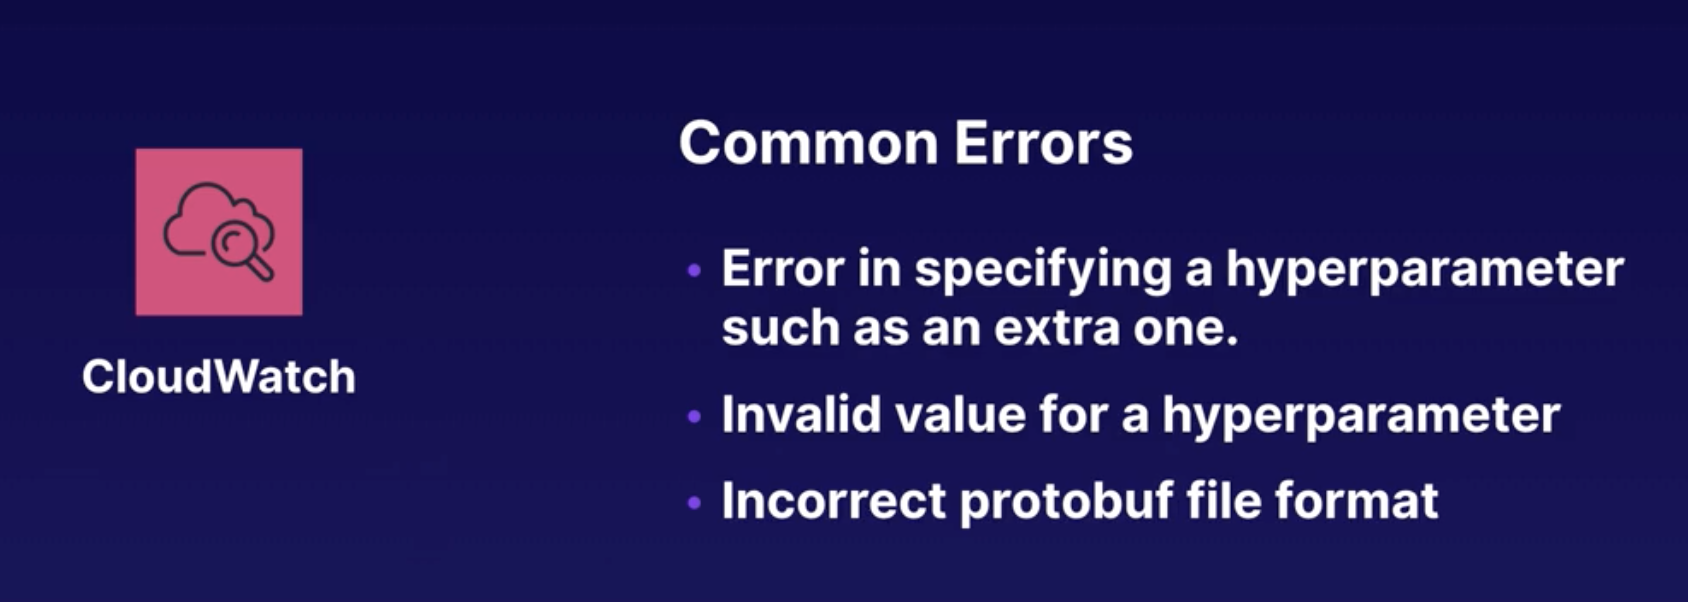 Common Errors
CloudWatch
• Error in specifying a hyperparameter
such as an extra one.
• Invalid value for a hyperparameter
• Incorrect protobuf file format